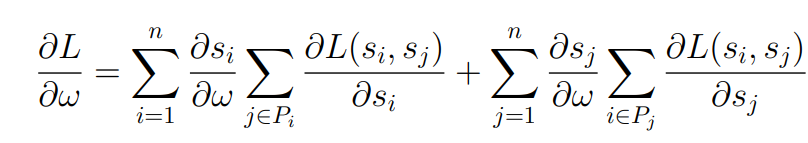 ∂L/∂ω = ∑_{i=1}^{n} ∂s_i/∂ω ∑_{j∈P_i} ∂L(s_i, s_j)/∂s_i + ∑_{j=1}^{n} ∂s_j/∂ω ∑_{i∈P_j} ∂L(s_i, s_j)/∂s_j